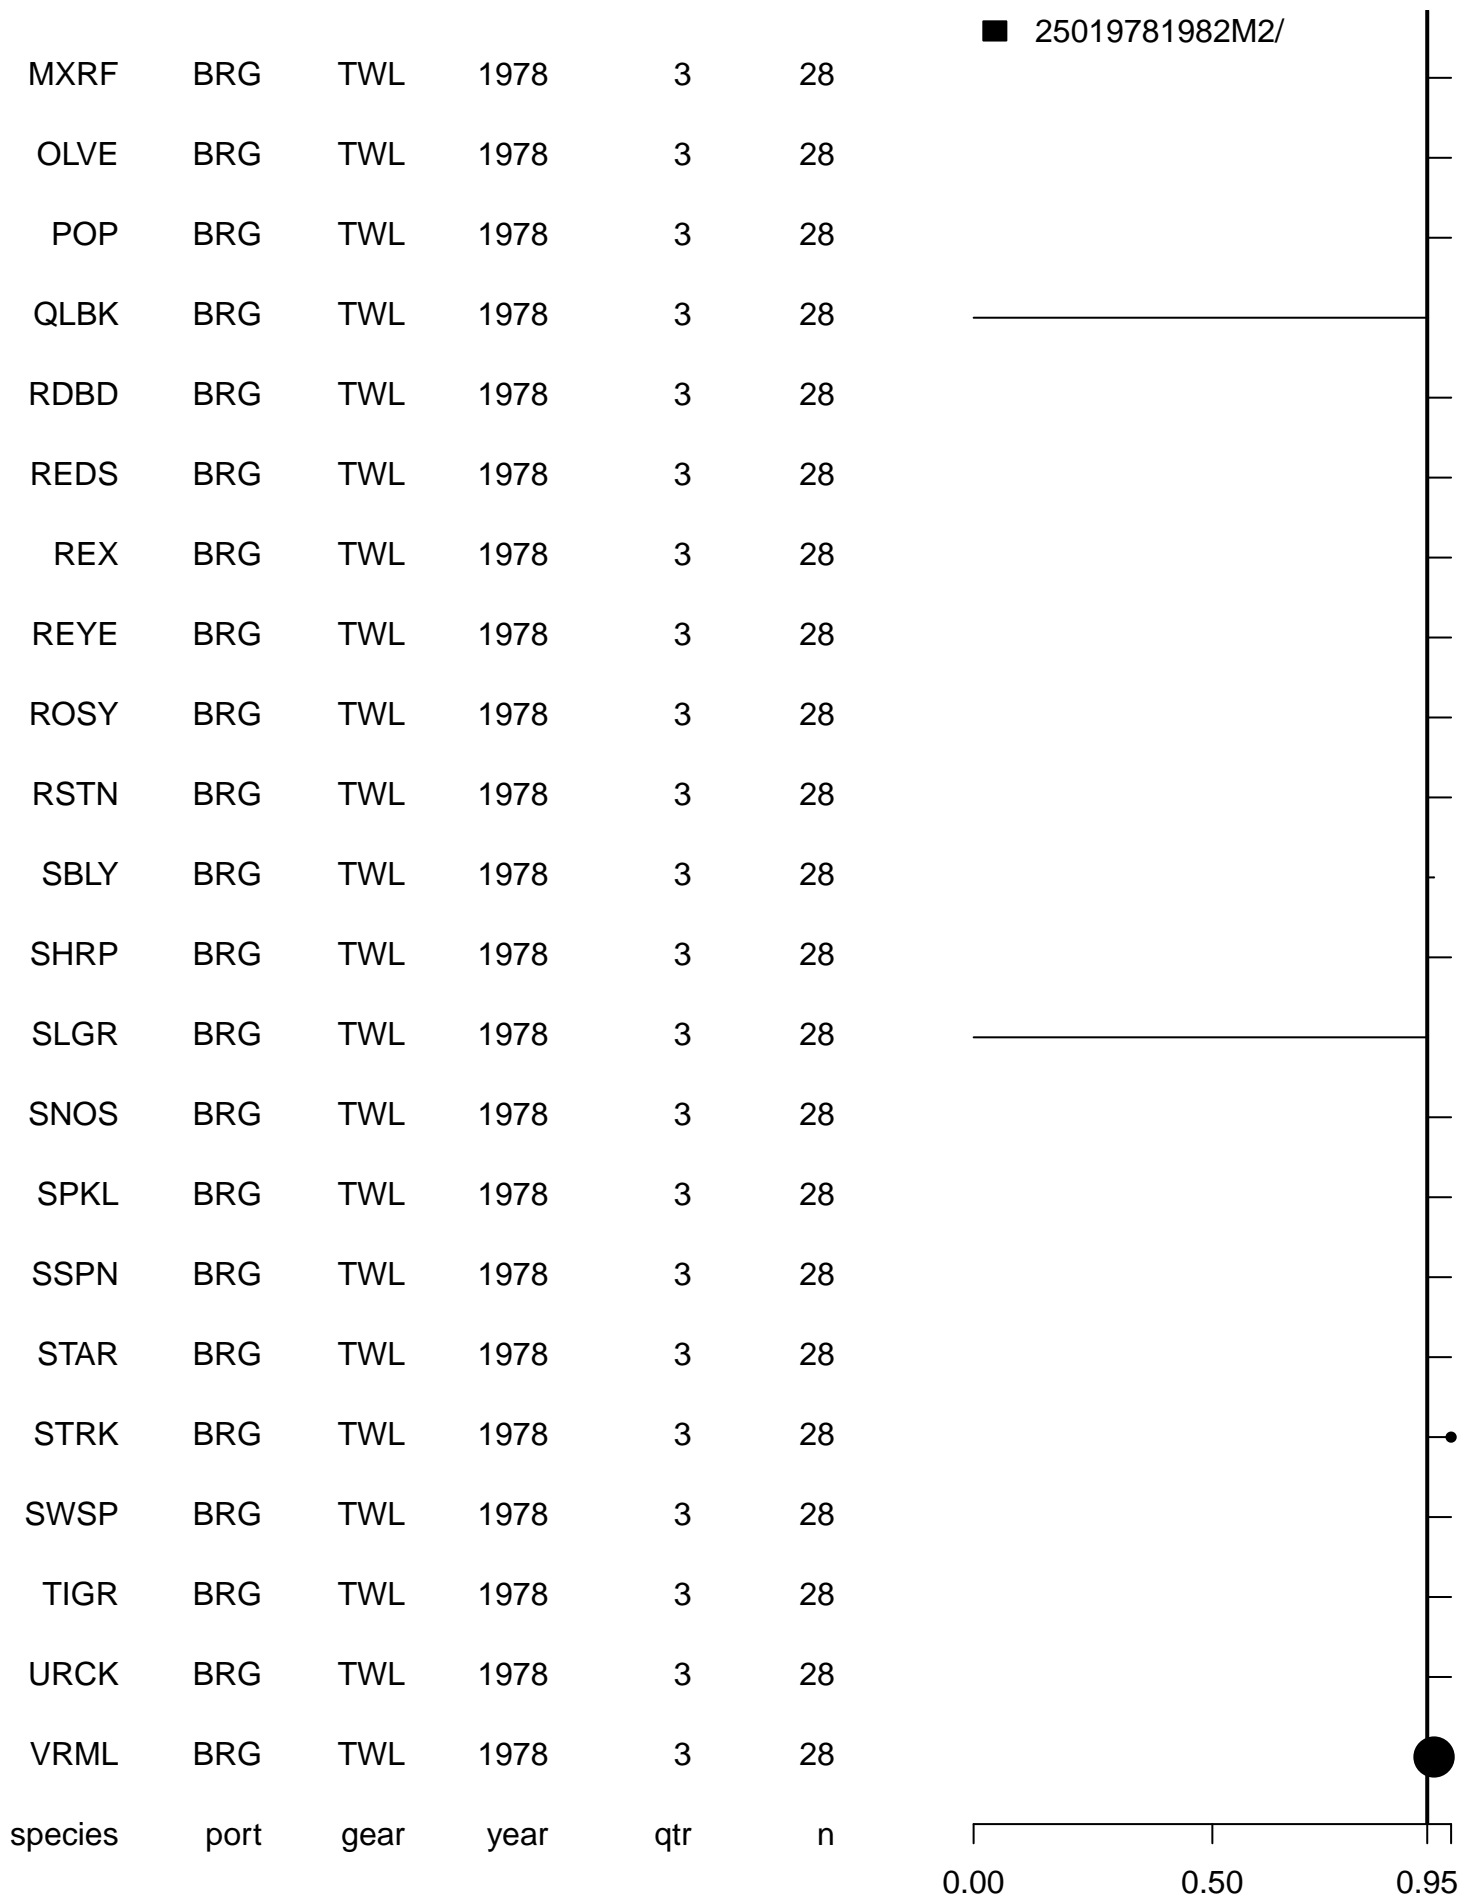 25019781982M2/
MXRF BRG TWL 1978 3 28
OLVE BRG TWL 1978 3 28
POP BRG TWL 1978 3 28
QLBK BRG TWL 1978 3 28
RDBD BRG TWL 1978 3 28
REDS BRG TWL 1978 3 28
REX BRG TWL 1978 3 28
REYE BRG TWL 1978 3 28
ROSY BRG TWL 1978 3 28
RSTN BRG TWL 1978 3 28
SBLY BRG TWL 1978 3 28
SHRP BRG TWL 1978 3 28
SLGR BRG TWL 1978 3 28
SNOS BRG TWL 1978 3 28
SPKL BRG TWL 1978 3 28
SSPN BRG TWL 1978 3 28
STAR BRG TWL 1978 3 28
STRK BRG TWL 1978 3 28
SWSP BRG TWL 1978 3 28
TIGR BRG TWL 1978 3 28
URCK BRG TWL 1978 3 28
VRML BRG TWL 1978 3 28
species port gear year qtr n
0.00 0.50 0.95